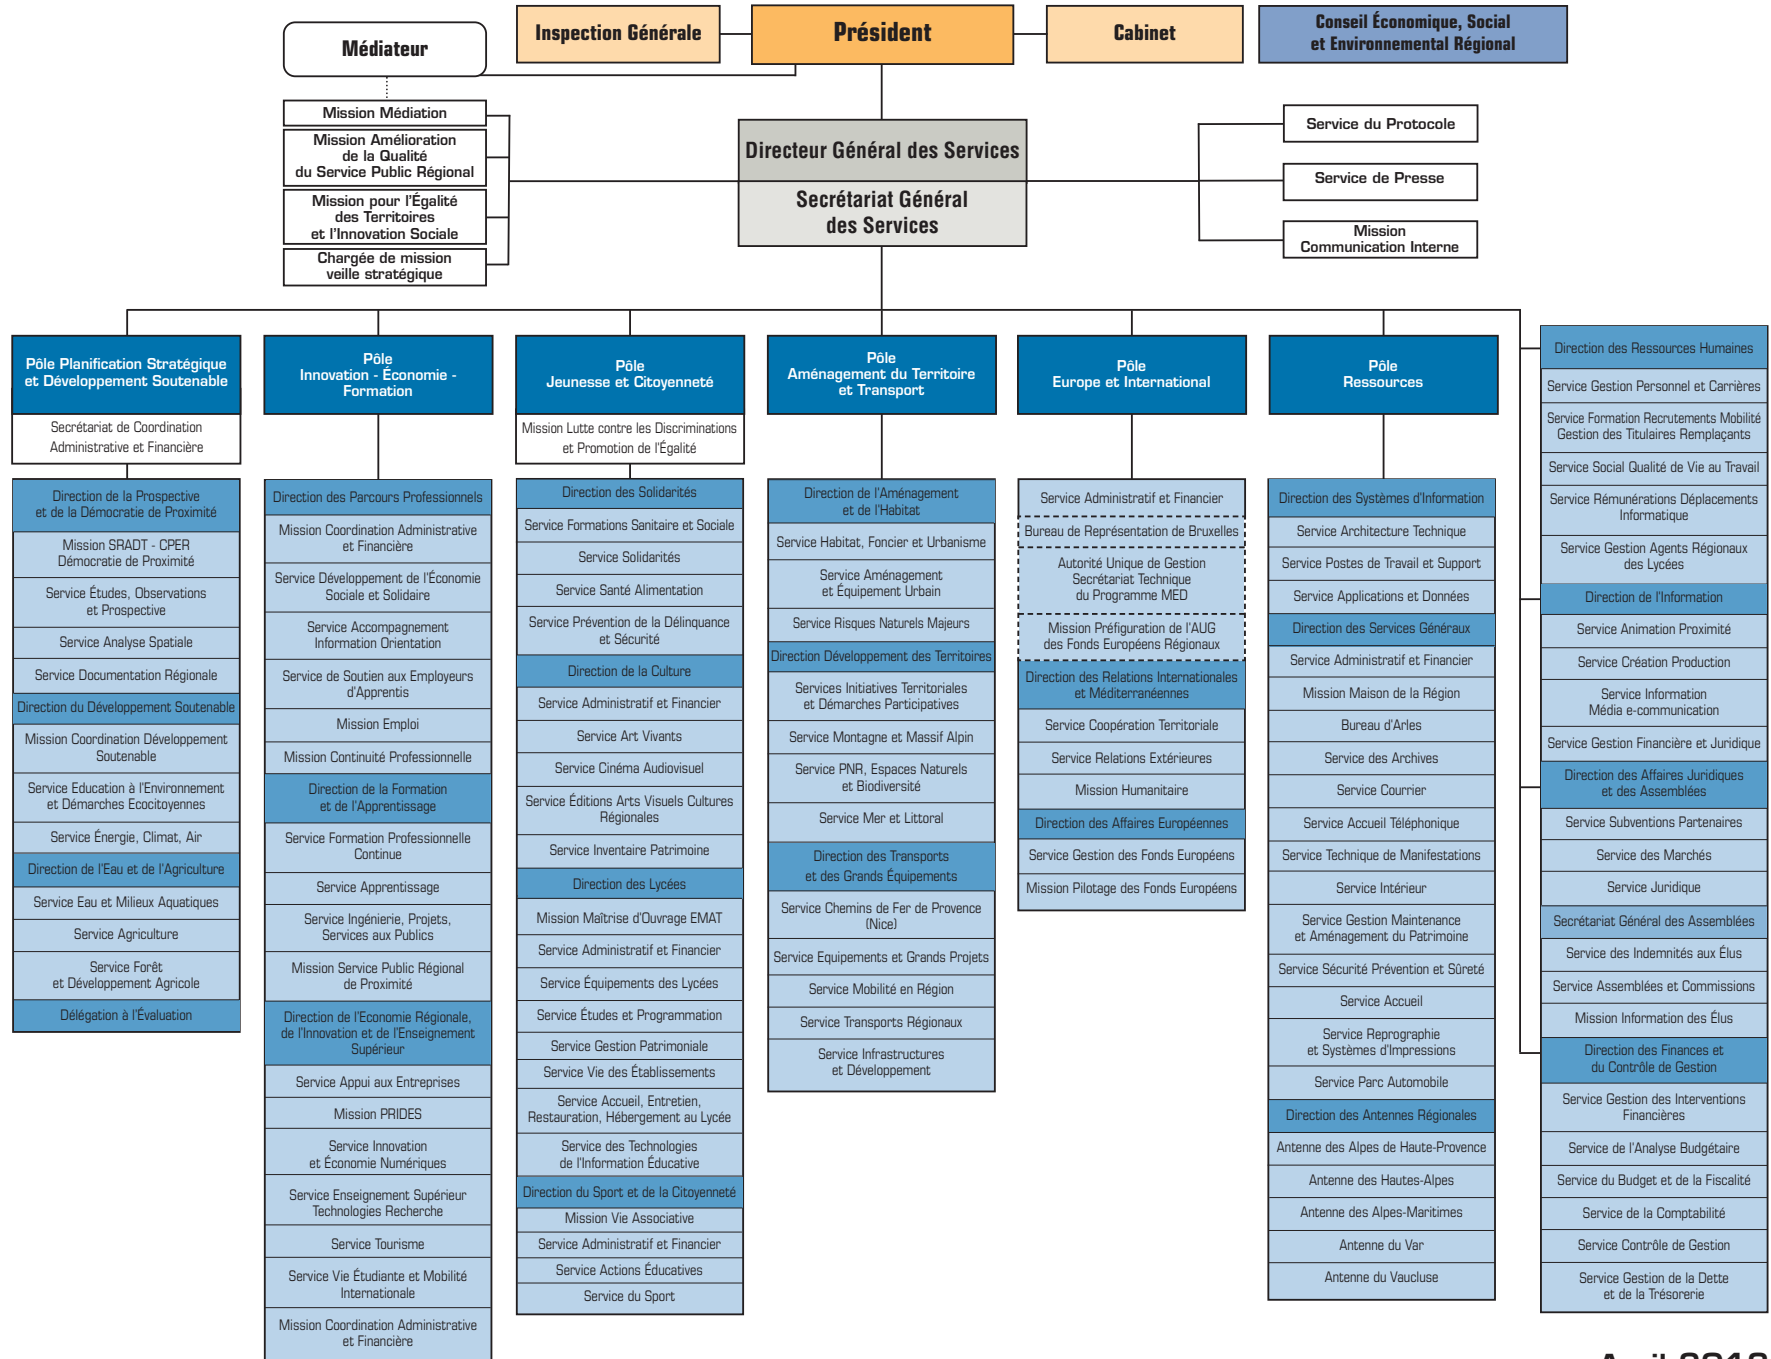 Médiateur
Inspection Générale
Président
Cabinet
Conseil Économique, Social
et Environnemental Régional
Mission Médiation
Mission Amélioration
de la Qualité
du Service Public Régional
Mission pour l'Égalité
des Territoires
et l'Innovation Sociale
Chargée de mission
veille stratégique
Directeur Général des Services
Secrétariat Général
des Services
Service du Protocole
Service de Presse
Mission
Communication Interne
Pôle Planification Stratégique
et Développement Soutenable
Secrétariat de Coordination
Administrative et Financière
Direction de la Prospective
et de la Démocratie de Proximité
Mission SRADT - CPER
Démocratie de Proximité
Service Études, Observations
et Prospective
Service Analyse Spatiale
Service Documentation Régionale
Direction du Développement Soutenable
Mission Coordination Développement
Soutenable
Service Education à l'Environnement
et Démarches Ecocitoyennes
Service Énergie, Climat, Air
Direction de l'Eau et de l'Agriculture
Service Eau et Milieux Aquatiques
Service Agriculture
Service Forêt
et Développement Agricole
Délégation à l'Évaluation
Pôle
Innovation - Économie -
Formation
Direction des Parcours Professionnels
Mission Coordination Administrative
et Financière
Service Développement de l'Économie
Sociale et Solidaire
Service Accompagnement
Information Orientation
Service de Soutien aux Employeurs
d'Apprentis
Mission Emploi
Mission Continuité Professionnelle
Direction de la Formation
et de l'Apprentissage
Service Formation Professionnelle
Continue
Service Apprentissage
Service Ingénierie, Projets,
Services aux Publics
Mission Service Public Régional
de Proximité
Direction de l'Economie Régionale,
de l'Innovation et de l'Enseignement
Supérieur
Service Appui aux Entreprises
Mission PRIDES
Service Innovation
et Économie Numériques
Service Enseignement Supérieur
Technologies Recherche
Service Tourisme
Service Vie Étudiante et Mobilité
Internationale
Mission Coordination Administrative
et Financière
Pôle
Jeunesse et Citoyenneté
Mission Lutte contre les Discriminations
et Promotion de l'Égalité
Direction des Solidarités
Service Formations Sanitaire et Sociale
Service Solidarités
Service Santé Alimentation
Service Prévention de la Délinquance
et Sécurité
Direction de la Culture
Service Administratif et Financier
Service Art Vivants
Service Cinéma Audiovisuel
Service Éditions Arts Visuels Cultures
Régionales
Service Inventaire Patrimoine
Direction des Lycées
Mission Maîtrise d'Ouvrage EMAT
Service Administratif et Financier
Service Équipements des Lycées
Service Études et Programmation
Service Gestion Patrimoniale
Service Vie des Établissements
Service Accueil, Entretien,
Restauration, Hébergement au Lycée
Service des Technologies
de l'Information Éducative
Direction du Sport et de la Citoyenneté
Mission Vie Associative
Service Administratif et Financier
Service Actions Éducatives
Service du Sport
Pôle
Aménagement du Territoire
et Transport
Direction de l'Aménagement
et de l'Habitat
Service Habitat, Foncier et Urbanisme
Service Aménagement
et Équipement Urbain
Service Risques Naturels Majeurs
Direction Développement des Territoires
Services Initiatives Territoriales
et Démarches Participatives
Service Montagne et Massif Alpin
Service PNR, Espaces Naturels
et Biodiversité
Service Mer et Littoral
Direction des Transports
et des Grands Équipements
Service Chemins de Fer de Provence
(Nice)
Service Equipements et Grands Projets
Service Mobilité en Région
Service Transports Régionaux
Service Infrastructures
et Développement
Pôle
Europe et International
Service Administratif et Financier
Bureau de Représentation de Bruxelles
Autorité Unique de Gestion
Secrétariat Technique
du Programme MED
Mission Préfiguration de l'AUG
des Fonds Européens Régionaux
Direction des Relations Internationales
et Méditerranéennes
Service Coopération Territoriale
Service Relations Extérieures
Mission Humanitaire
Direction des Affaires Européennes
Service Gestion des Fonds Européens
Mission Pilotage des Fonds Européens
Pôle
Ressources
Direction des Systèmes d'Information
Service Architecture Technique
Service Postes de Travail et Support
Service Applications et Données
Direction des Services Généraux
Service Administratif et Financier
Mission Maison de la Région
Bureau d'Arles
Service des Archives
Service Courrier
Service Accueil Téléphonique
Service Technique de Manifestations
Service Intérieur
Service Gestion Maintenance
et Aménagement du Patrimoine
Service Sécurité Prévention et Sûreté
Service Accueil
Service Reprographie
et Systèmes d'Impressions
Service Parc Automobile
Direction des Antennes Régionales
Antenne des Alpes de Haute-Provence
Antenne des Hautes-Alpes
Antenne des Alpes-Maritimes
Antenne du Var
Antenne du Vaucluse
Direction des Ressources Humaines
Service Gestion Personnel et Carrières
Service Formation Recrutements Mobilité
Gestion des Titulaires Remplaçants
Service Social Qualité de Vie au Travail
Service Rémunérations Déplacements
Informatique
Service Gestion Agents Régionaux
des Lycées
Direction de l'Information
Service Animation Proximité
Service Création Production
Service Information
Média e-communication
Service Gestion Financière et Juridique
Direction des Affaires Juridiques
et des Assemblées
Service Subventions Partenaires
Service des Marchés
Service Juridique
Secrétariat Général des Assemblées
Service des Indemnités aux Élus
Service Assemblées et Commissions
Mission Information des Élus
Direction des Finances et
du Contrôle de Gestion
Service Gestion des Interventions
Financières
Service de l'Analyse Budgétaire
Service du Budget et de la Fiscalité
Service de la Comptabilité
Service Contrôle de Gestion
Service Gestion de la Dette
et de la Trésorerie